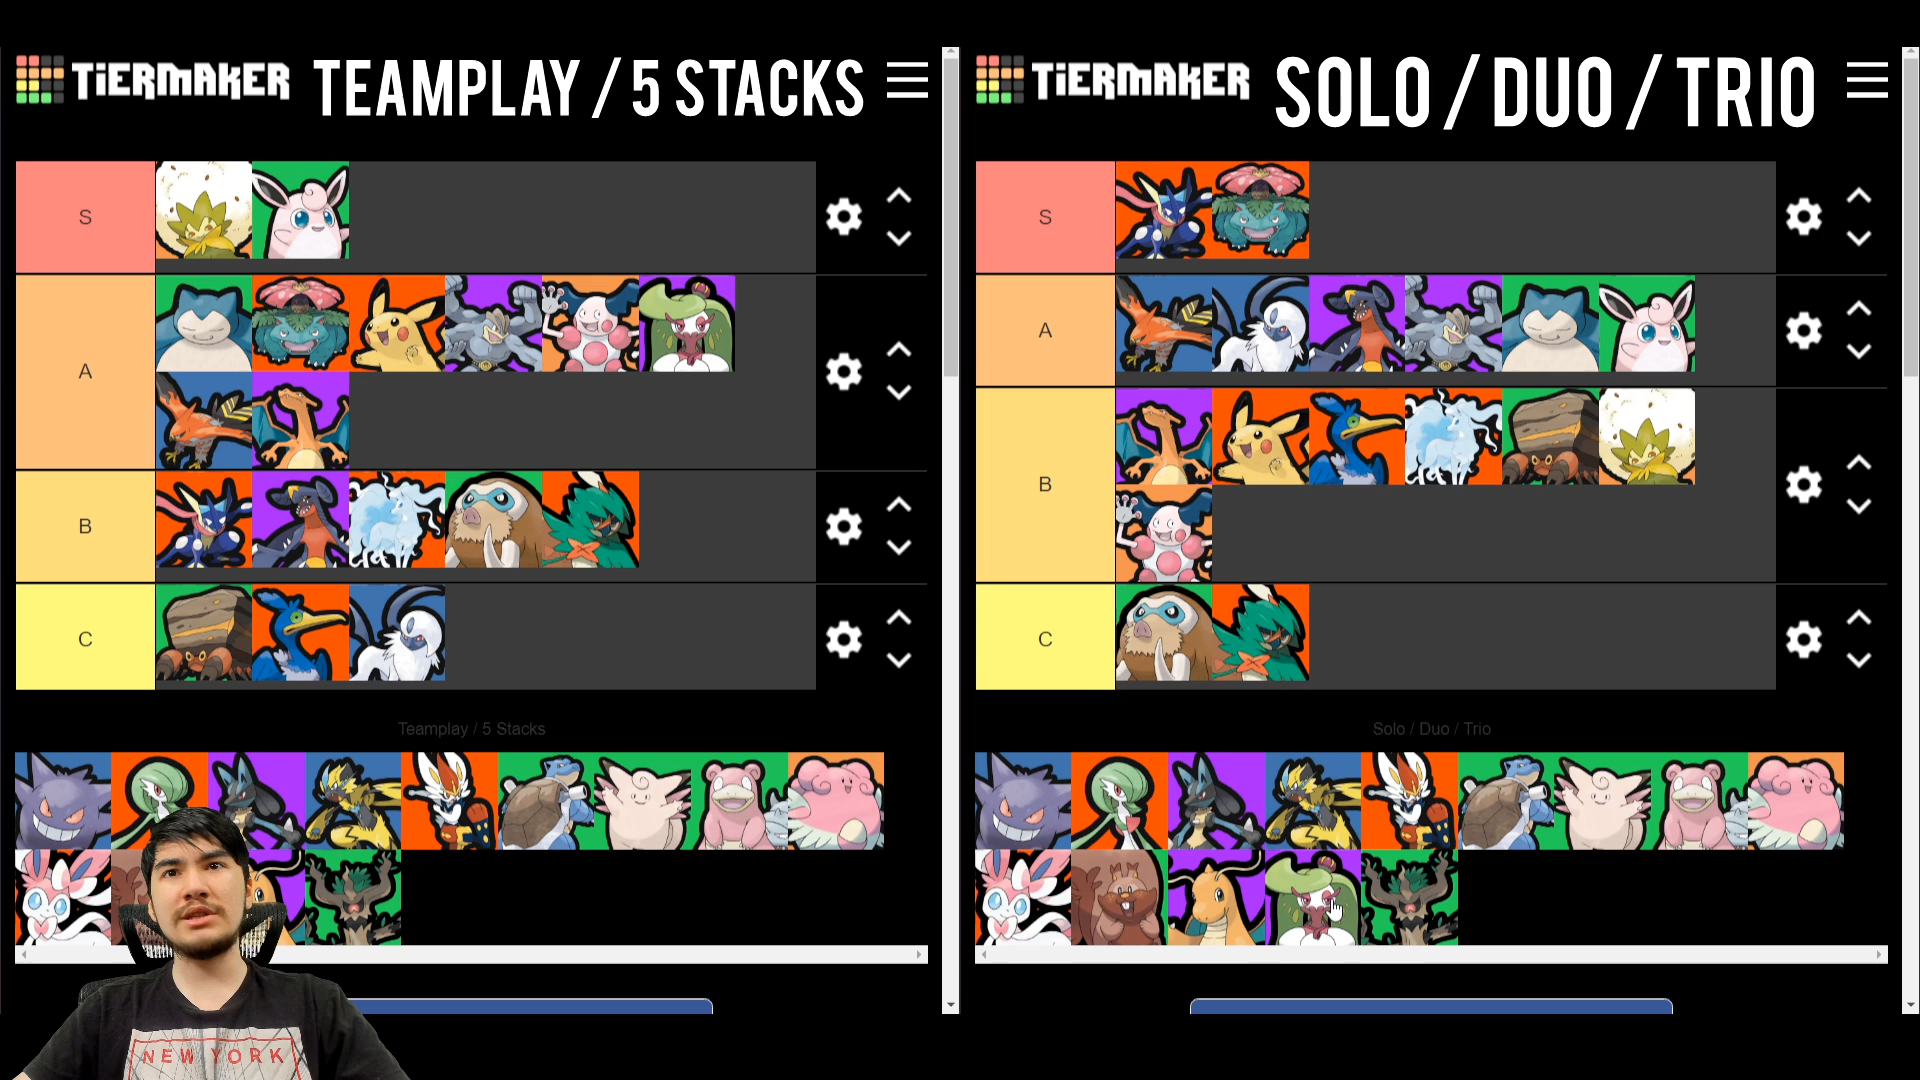 TiERMAKER TEAMPLAY / 5 STACKS
S
A
B
C
Teamplay / 5 Stacks
TiERMAKER SOLO / DUO / TRIO
S
A
B
C
Solo / Duo / Trio
NEW YORK